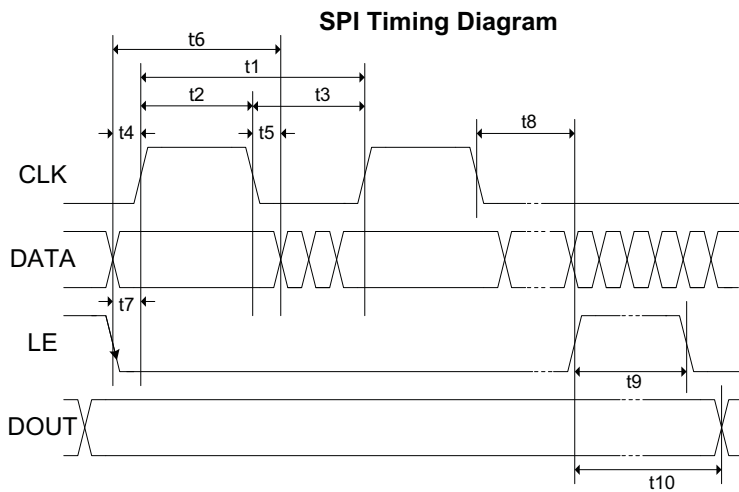 SPI Timing Diagram
t6
t1
t2
t3
t4
t5
t8
CLK
DATA
t7
LE
t9
DOUT
t10